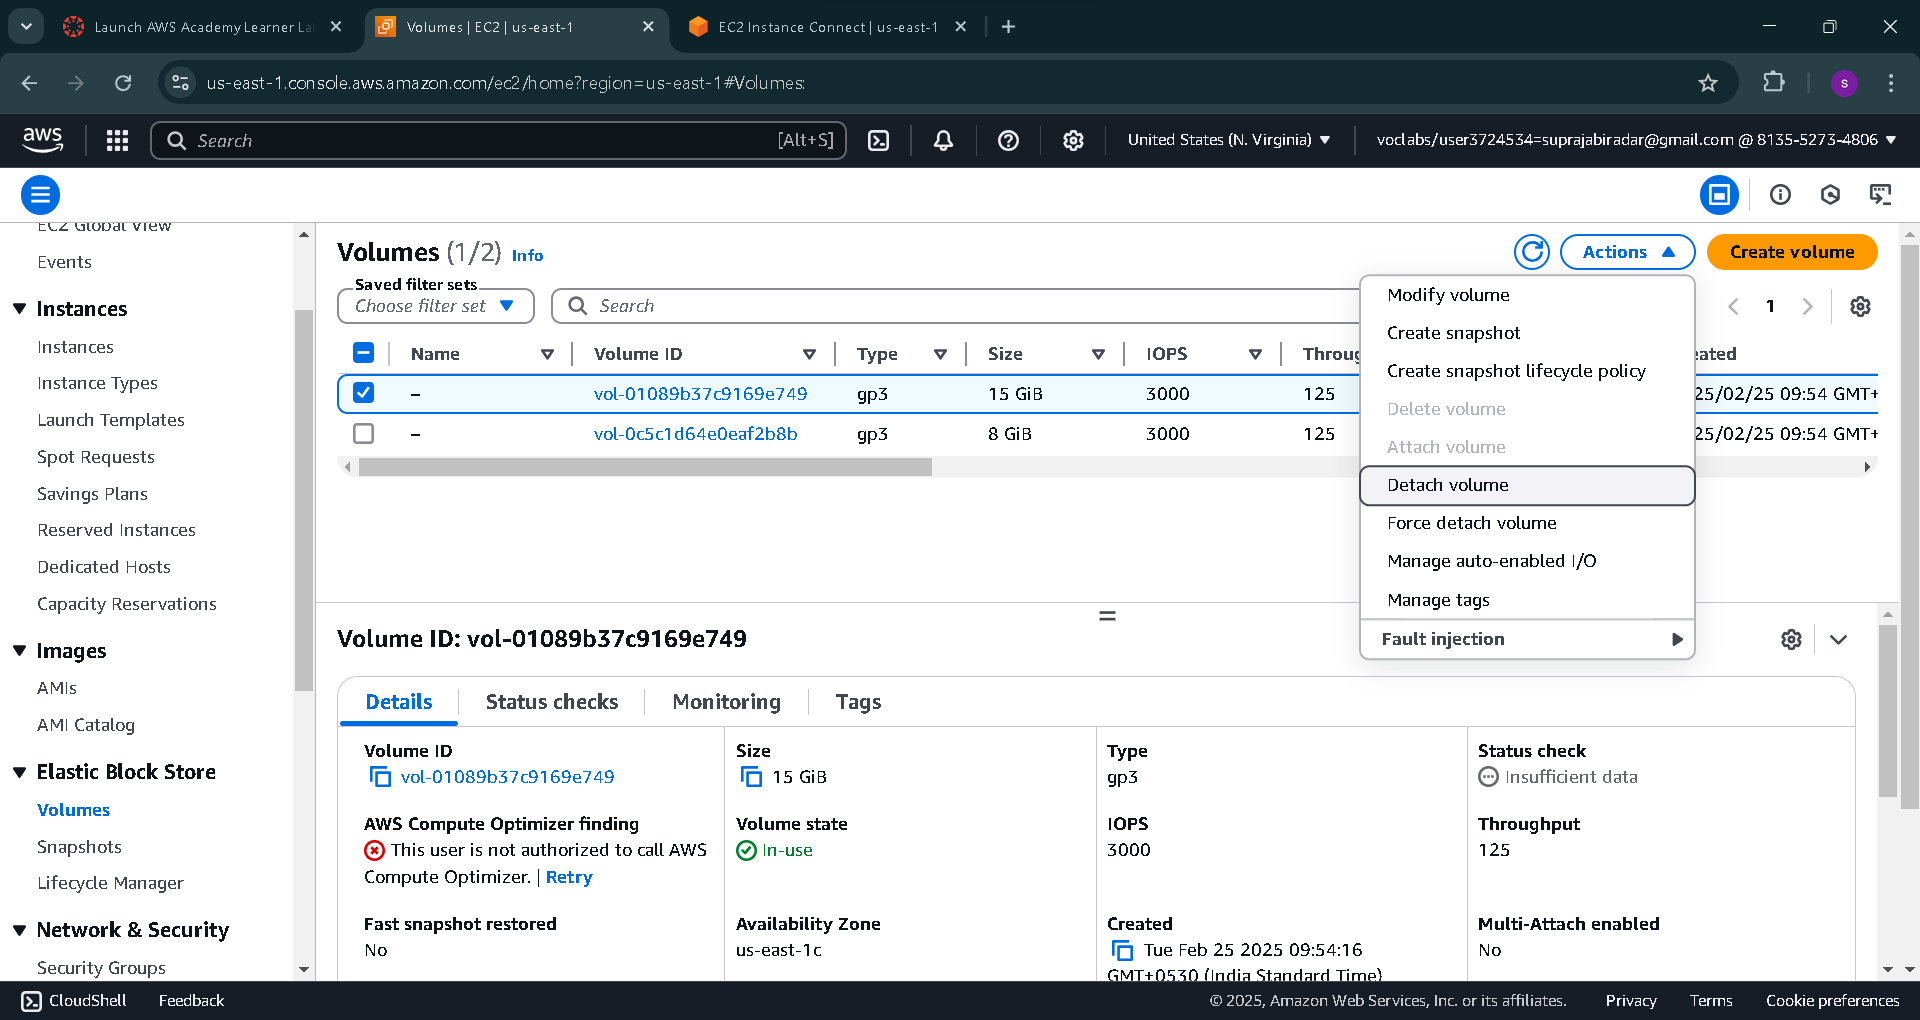 Launch AWS Academy Learner La
Volumes | EC2 | us-east-1
EC2 Instance Connect | us-east-1
us-east-1.console.aws.amazon.com/ec2/home?region=us-east-1#Volumes:
s
aws
Search
[Alt+S]
United States (N. Virginia)
voclabs/user3724534=suprajabiradar@gmail.com @ 8135-5273-4806
EC2 Global View
Events
Instances
Instances
Instance Types
Launch Templates
Spot Requests
Savings Plans
Reserved Instances
Dedicated Hosts
Capacity Reservations
Images
AMIs
AMI Catalog
Elastic Block Store
Volumes
Snapshots
Lifecycle Manager
Network & Security
Security Groups
Volumes (1/2) Info
Actions
Create volume
Saved filter sets
Choose filter set
Search
1
Name Volume ID Type Size IOPS Throug eated
– vol-01089b37c9169e749 gp3 15 GiB 3000 125 25/02/25 09:54 GMT+
– vol-0c5c1d64e0eaf2b8b gp3 8 GiB 3000 125 25/02/25 09:54 GMT+
Modify volume
Create snapshot
Create snapshot lifecycle policy
Delete volume
Attach volume
Detach volume
Force detach volume
Manage auto-enabled I/O
Manage tags
Fault injection
Volume ID: vol-01089b37c9169e749
Details Status checks Monitoring Tags
Volume ID
vol-01089b37c9169e749
Size
15 GiB
Type
gp3
Status check
Insufficient data
AWS Compute Optimizer finding
This user is not authorized to call AWS
Compute Optimizer. | Retry
Volume state
In-use
IOPS
3000
Throughput
125
Fast snapshot restored
No
Availability Zone
us-east-1c
Created
Tue Feb 25 2025 09:54:16
GMT+0530 (India Standard Time)
Multi-Attach enabled
No
CloudShell Feedback
© 2025, Amazon Web Services, Inc. or its affiliates. Privacy Terms Cookie preferences